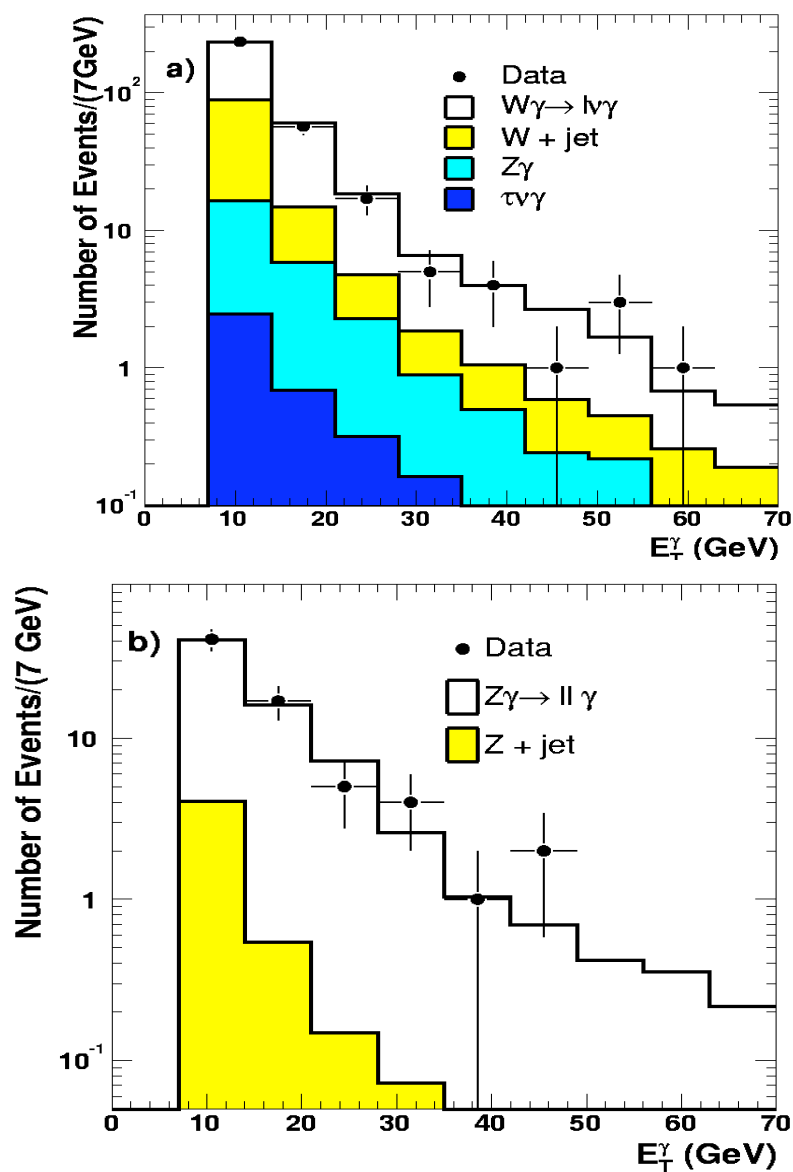 a)
Number of Events/(7GeV)
10²
10
1
10⁻¹
Data
Wγ→ lνγ
W + jet
Zγ
τνγ
0 10 20 30 40 50 60 70
E_T^γ (GeV)
b)
Number of Events/(7 GeV)
10
1
10⁻¹
Data
Zγ→ ll γ
Z + jet
0 10 20 30 40 50 60 70
E_T^γ (GeV)